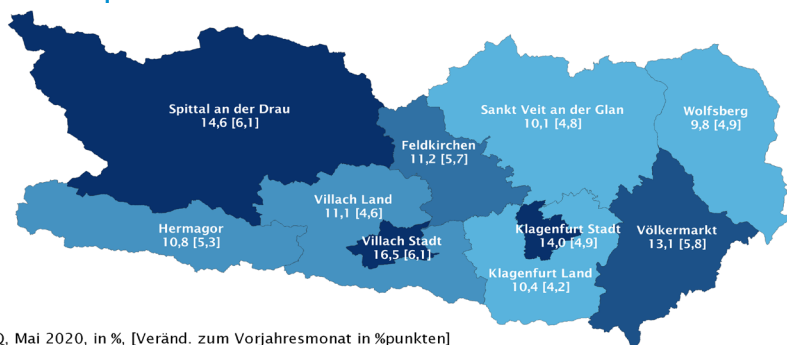 Spittal an der Drau
14,6 [6,1]
Sankt Veit an der Glan
10,1 [4,8]
Wolfsberg
9,8 [4,9]
Feldkirchen
11,2 [5,7]
Villach Land
11,1 [4,6]
Hermagor
10,8 [5,3]
Villach Stadt
16,5 [6,1]
Klagenfurt Stadt
14,0 [4,9]
Völkermarkt
13,1 [5,8]
Klagenfurt Land
10,4 [4,2]
Q, Mai 2020, in %, [Veränd. zum Vorjahresmonat in %punkten]